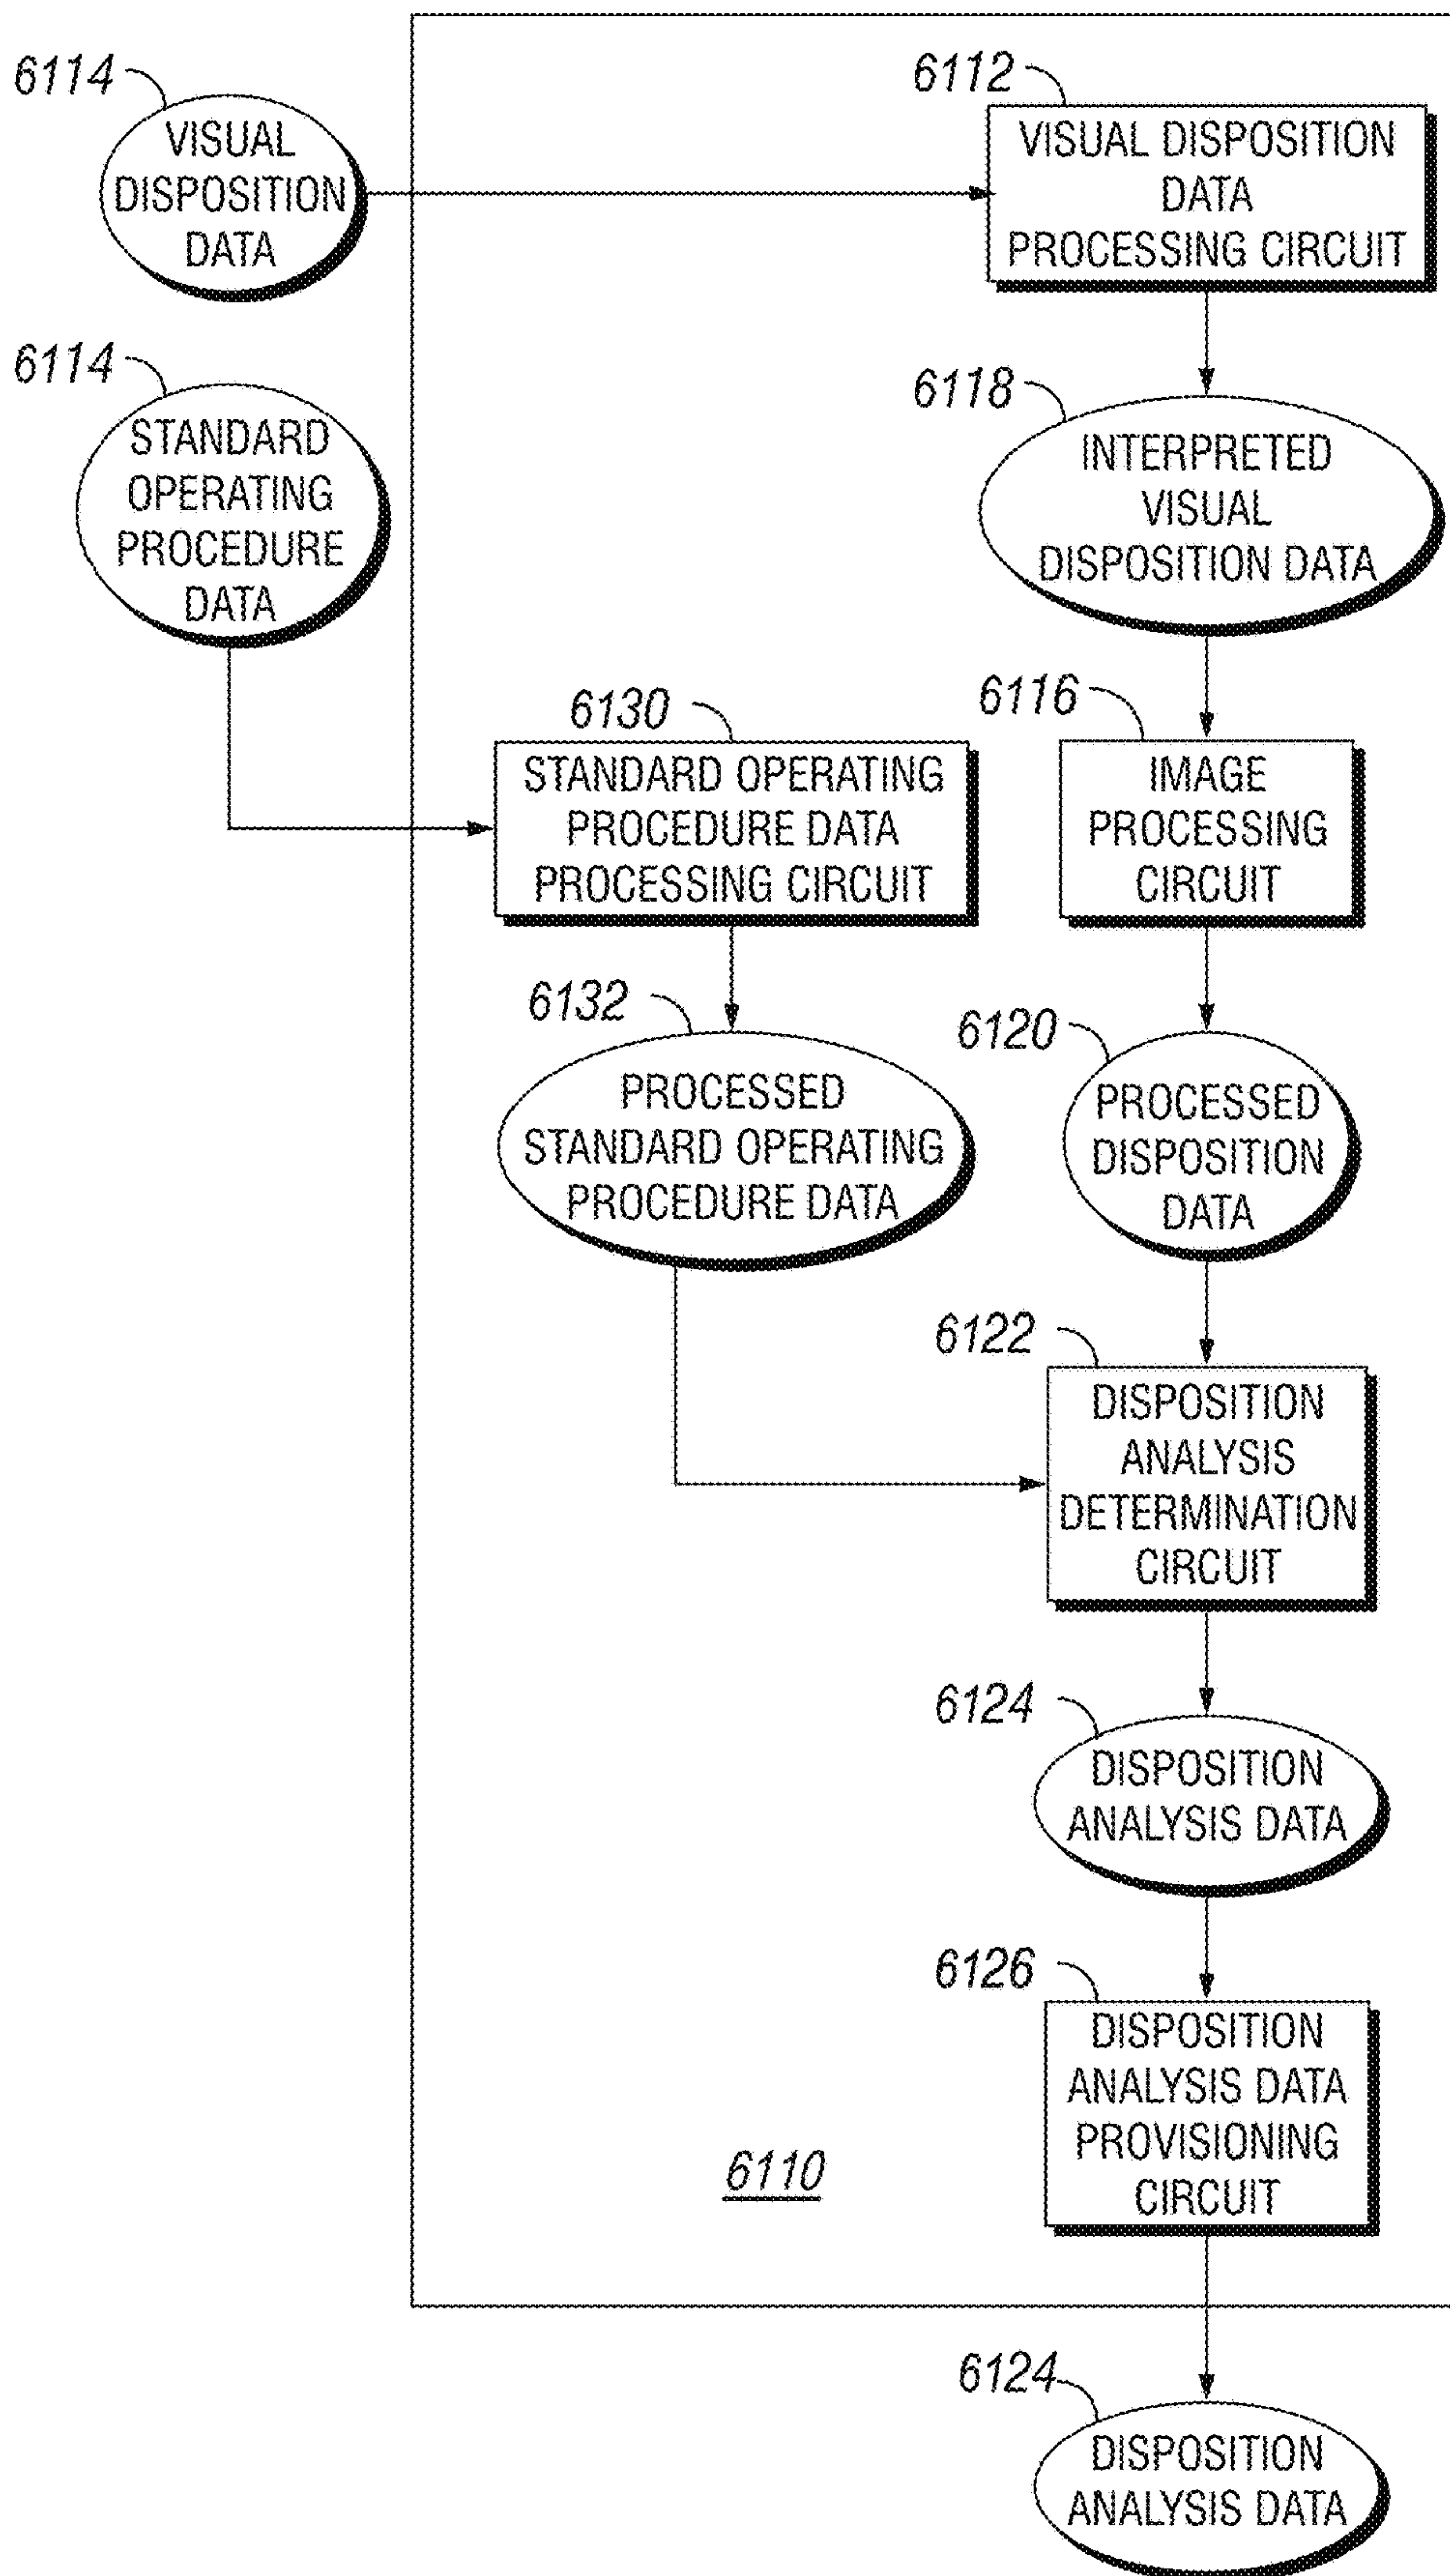 6114
VISUAL
DISPOSITION
DATA
6112
VISUAL DISPOSITION
DATA
PROCESSING CIRCUIT
6114
STANDARD
OPERATING
PROCEDURE
DATA
6118
INTERPRETED
VISUAL
DISPOSITION DATA
6130
STANDARD OPERATING
PROCEDURE DATA
PROCESSING CIRCUIT
6116
IMAGE
PROCESSING
CIRCUIT
6132
PROCESSED
STANDARD OPERATING
PROCEDURE DATA
6120
PROCESSED
DISPOSITION
DATA
6122
DISPOSITION
ANALYSIS
DETERMINATION
CIRCUIT
6124
DISPOSITION
ANALYSIS DATA
6126
DISPOSITION
ANALYSIS DATA
PROVISIONING
CIRCUIT
6110
6124
DISPOSITION
ANALYSIS DATA